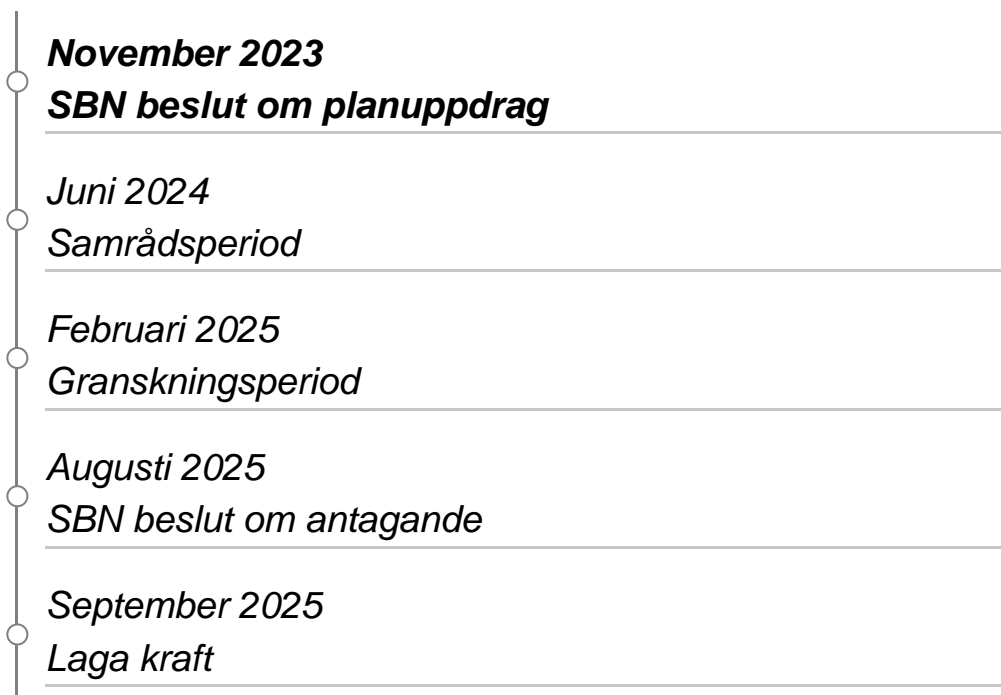 November 2023
SBN beslut om planuppdrag
Juni 2024
Samrådsperiod
Februari 2025
Granskningsperiod
Augusti 2025
SBN beslut om antagande
September 2025
Laga kraft